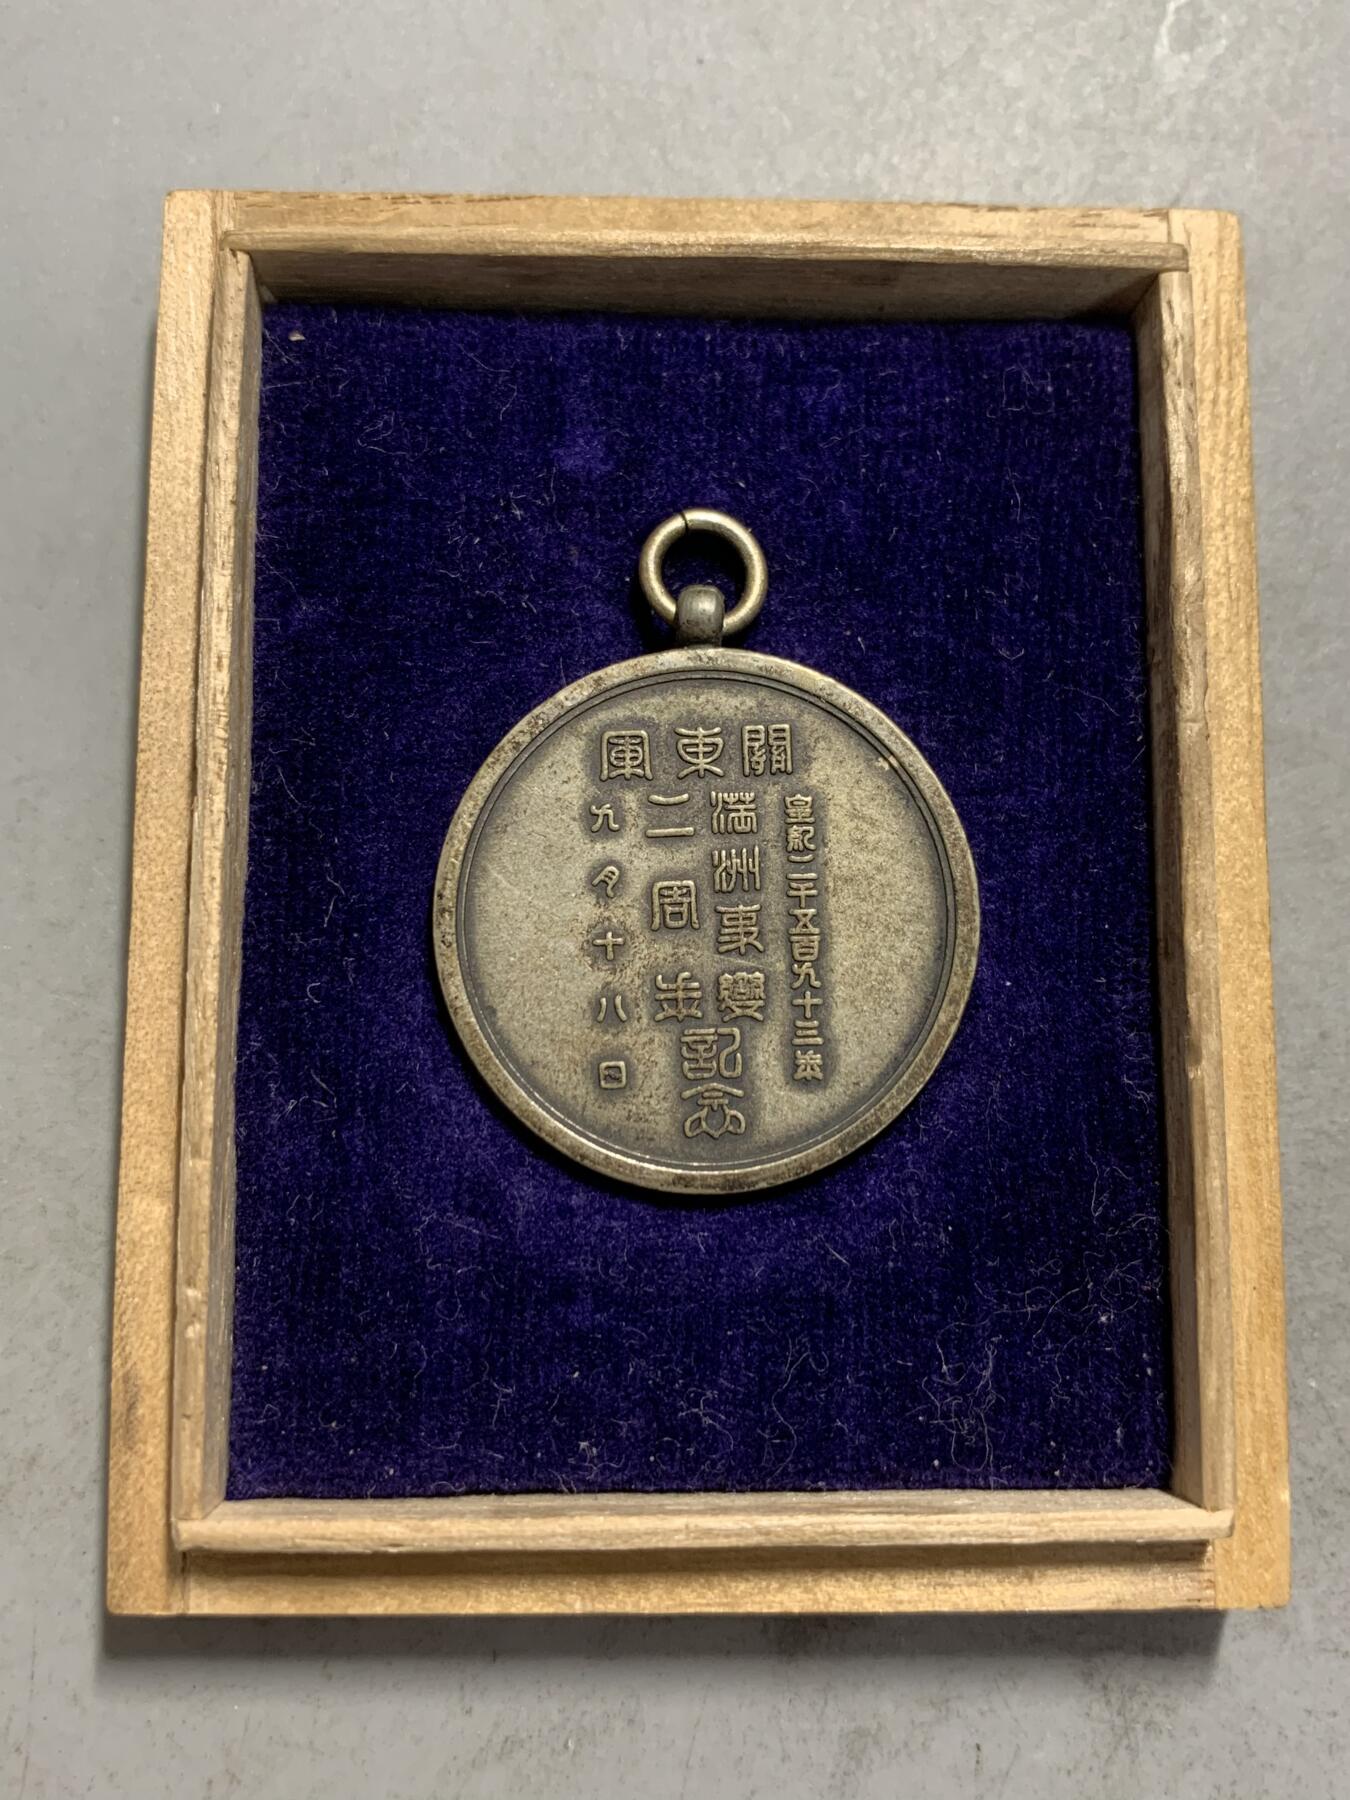 關東軍
皇紀二千五百九十三年
満洲事變
二周年
記念
九月十八日